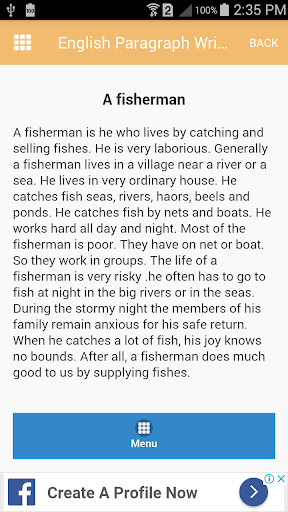 2 100% 2:35 PM
English Paragraph Wri... BACK
A fisherman
A fisherman is he who lives by catching and
selling fishes. He is very laborious. Generally
a fisherman lives in a village near a river or a
sea. He lives in very ordinary house. He
catches fish seas, rivers, haors, beels and
ponds. He catches fish by nets and boats. He
works hard all day and night. Most of the
fisherman is poor. They have on net or boat.
So they work in groups. The life of a
fisherman is very risky .he often has to go to
fish at night in the big rivers or in the seas.
During the stormy night the members of his
family remain anxious for his safe return.
When he catches a lot of fish, his joy knows
no bounds. After all, a fisherman does much
good to us by supplying fishes.
Menu
f Create A Profile Now